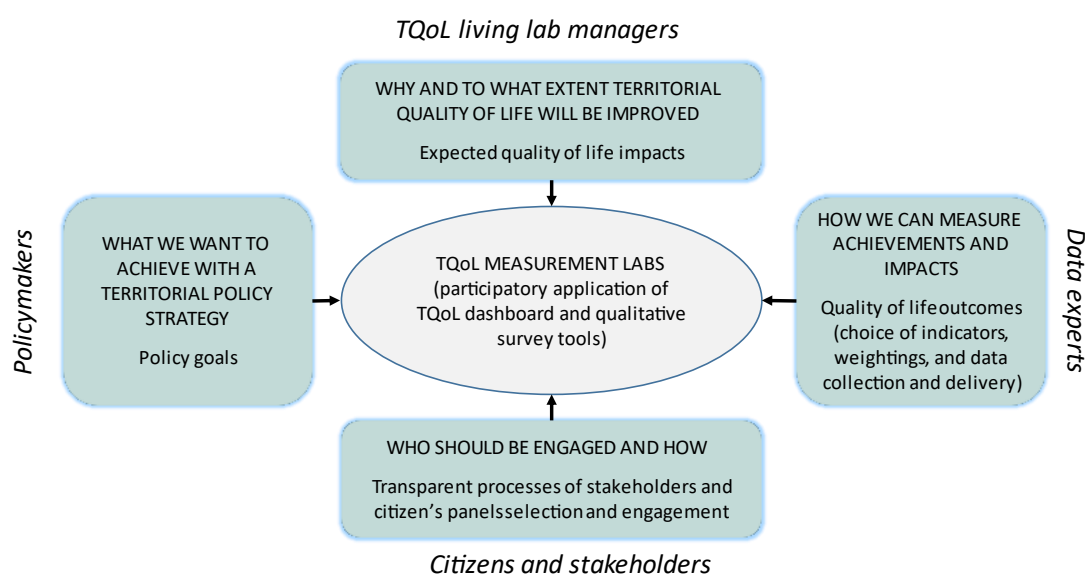 TQoL living lab managers
WHY AND TO WHAT EXTENT TERRITORIAL
QUALITY OF LIFE WILL BE IMPROVED
Expected quality of life impacts
Policymakers
WHAT WE WANT TO
ACHIEVE WITH A
TERRITORIAL POLICY
STRATEGY
Policy goals
TQoL MEASUREMENT LABS
(participatory application of
TQoL dashboard and qualitative
survey tools)
HOW WE CAN MEASURE
ACHIEVEMENTS AND
IMPACTS
Quality of lifeoutcomes
(choice of indicators,
weightings, and data
collection and delivery)
Data experts
WHO SHOULD BE ENGAGED AND HOW
Transparent processes of stakeholders and
citizen's panelsselection and engagement
Citizens and stakeholders